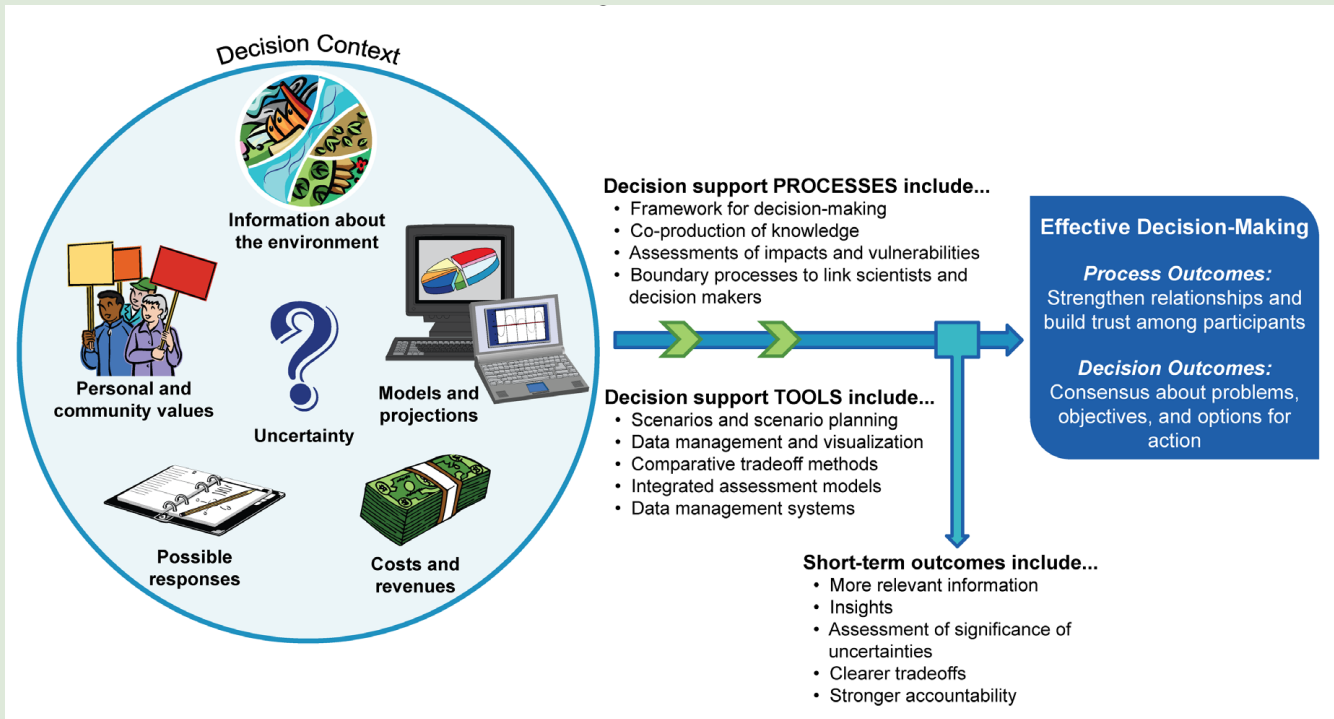 Decision Context
Information about
the environment
Personal and
community values
Uncertainty
Models and
projections
Possible
responses
Costs and
revenues
Decision support PROCESSES include...
• Framework for decision-making
• Co-production of knowledge
• Assessments of impacts and vulnerabilities
• Boundary processes to link scientists and
decision makers
Decision support TOOLS include...
• Scenarios and scenario planning
• Data management and visualization
• Comparative tradeoff methods
• Integrated assessment models
• Data management systems
Short-term outcomes include...
• More relevant information
• Insights
• Assessment of significance of
uncertainties
• Clearer tradeoffs
• Stronger accountability
Effective Decision-Making
Process Outcomes:
Strengthen relationships and
build trust among participants
Decision Outcomes:
Consensus about problems,
objectives, and options for
action